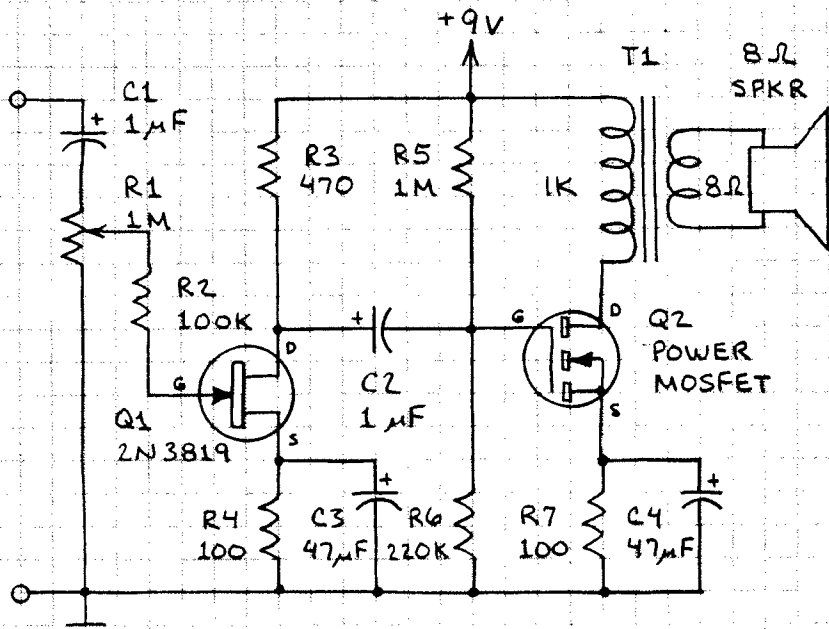 +9V
T1
8Ω
SPKR
C1
+
1μF
R1
1M
R3
470
R5
1M
1K
8Ω
R2
100K
+
C2
1μF
G
D
S
Q1
2N3819
G
D
S
Q2
POWER
MOSFET
R4
100
+
C3
47μF
R6
220K
R7
100
+
C4
47μF